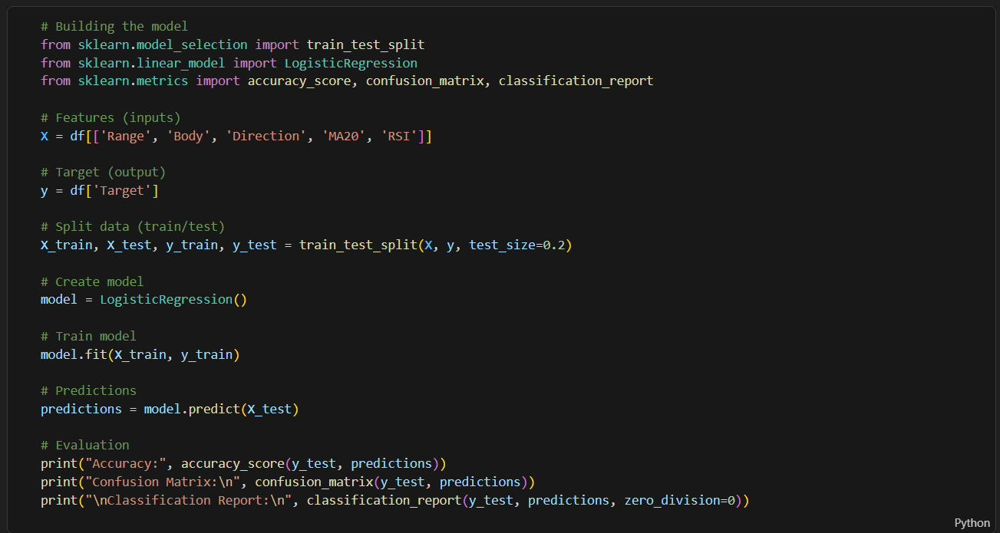 # Building the model
from sklearn.model_selection import train_test_split
from sklearn.linear_model import LogisticRegression
from sklearn.metrics import accuracy_score, confusion_matrix, classification_report
# Features (inputs)
X = df[['Range', 'Body', 'Direction', 'MA20', 'RSI']]
# Target (output)
y = df['Target']
# Split data (train/test)
X_train, X_test, y_train, y_test = train_test_split(X, y, test_size=0.2)
# Create model
model = LogisticRegression()
# Train model
model.fit(X_train, y_train)
# Predictions
predictions = model.predict(X_test)
# Evaluation
print("Accuracy:", accuracy_score(y_test, predictions))
print("Confusion Matrix:\n", confusion_matrix(y_test, predictions))
print("\nClassification Report:\n", classification_report(y_test, predictions, zero_division=0))
Python